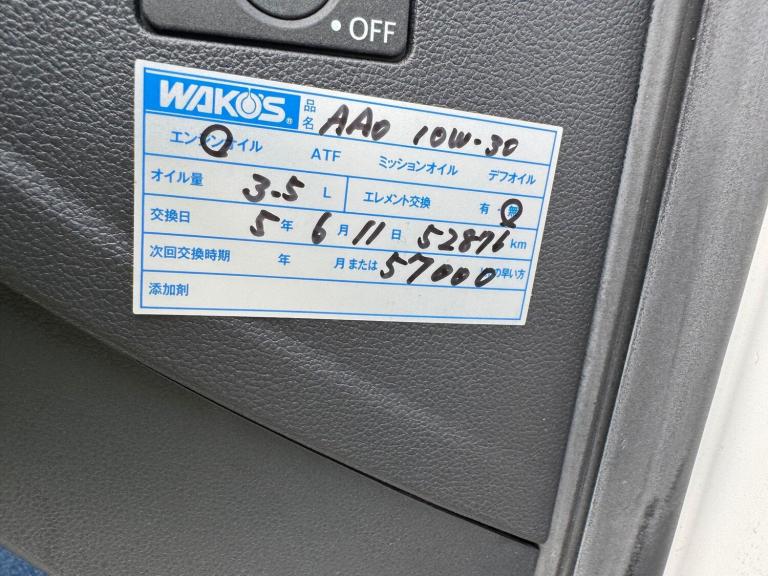 • OFF
WAKO'S® 品名 AAO 10W-30
エンジンオイル ATF ミッションオイル デフオイル
オイル量 3.5 L エレメント交換 有 無
交換日 5年 6月 11日 52876 km
次回交換時期 年 月または 57000 の早い方
添加剤